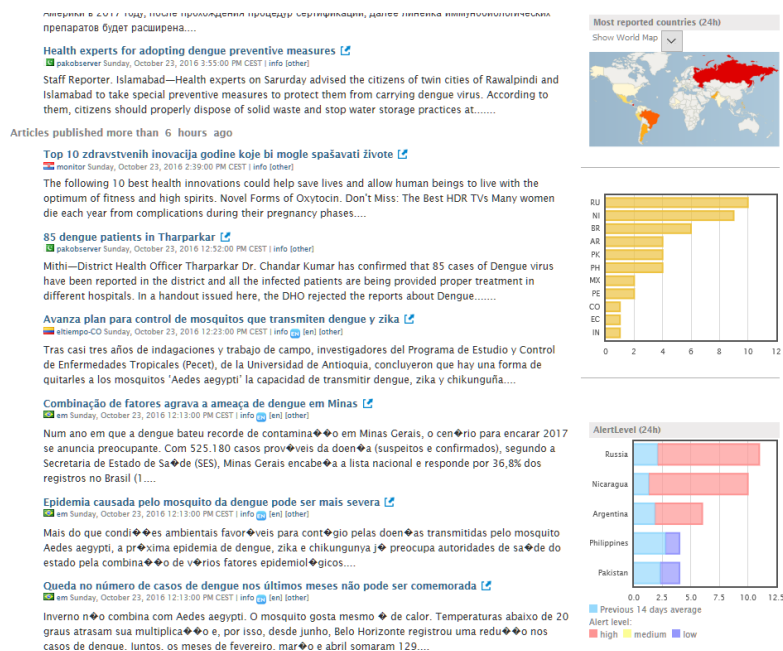 Америки в 2017 году, после прохождения процедур сертификации, далее линейка иммунобиологических
препаратов будет расширена....
Health experts for adopting dengue preventive measures
pakobserver Sunday, October 23, 2016 3:55:00 PM CEST | info [other]
Staff Reporter. Islamabad—Health experts on Sarurday advised the citizens of twin cities of Rawalpindi and
Islamabad to take special preventive measures to protect them from carrying dengue virus. According to
them, citizens should properly dispose of solid waste and stop water storage practices at.......
Articles published more than 6 hours ago
Top 10 zdravstvenih inovacija godine koje bi mogle spašavati živote
monitor Sunday, October 23, 2016 2:39:00 PM CEST | info [other]
The following 10 best health innovations could help save lives and allow human beings to live with the
optimum of fitness and high spirits. Novel Forms of Oxytocin. Don't Miss: The Best HDR TVs Many women
die each year from complications during their pregnancy phases....
85 dengue patients in Tharparkar
pakobserver Sunday, October 23, 2016 12:52:00 PM CEST | info [other]
Mithi—District Health Officer Tharparkar Dr. Chandar Kumar has confirmed that 85 cases of Dengue virus
have been reported in the district and all the infected patients are being provided proper treatment in
different hospitals. In a handout issued here, the DHO rejected the reports about Dengue.......
Avanza plan para control de mosquitos que transmiten dengue y zika
eltiempo-CO Sunday, October 23, 2016 12:23:00 PM CEST | info EN [en] [other]
Tras casi tres años de indagaciones y trabajo de campo, investigadores del Programa de Estudio y Control
de Enfermedades Tropicales (Pecet), de la Universidad de Antioquia, concluyeron que hay una forma de
quitarles a los mosquitos 'Aedes aegypti' la capacidad de transmitir dengue, zika y chikunguña....
Combinação de fatores agrava a ameaça de dengue em Minas
em Sunday, October 23, 2016 12:13:00 PM CEST | info EN [en] [other]
Num ano em que a dengue bateu recorde de contamina��o em Minas Gerais, o cen�rio para encarar 2017
se anuncia preocupante. Com 525.180 casos prov�veis da doen�a (suspeitos e confirmados), segundo a
Secretaria de Estado de Sa�de (SES), Minas Gerais encabe�a a lista nacional e responde por 36,8% dos
registros no Brasil (1....
Epidemia causada pelo mosquito da dengue pode ser mais severa
em Sunday, October 23, 2016 12:13:00 PM CEST | info EN [en] [other]
Mais do que condi��es ambientais favor�veis para cont�gio pelas doen�as transmitidas pelo mosquito
Aedes aegypti, a pr�xima epidemia de dengue, zika e chikungunya j� preocupa autoridades de sa�de do
estado pela combina��o de v�rios fatores epidemiol�gicos....
Queda no número de casos de dengue nos últimos meses não pode ser comemorada
em Sunday, October 23, 2016 12:13:00 PM CEST | info EN [en] [other]
Inverno n�o combina com Aedes aegypti. O mosquito gosta mesmo � de calor. Temperaturas abaixo de 20
graus atrasam sua multiplica��o e, por isso, desde junho, Belo Horizonte registrou uma redu��o nos
casos de dengue. Juntos, os meses de fevereiro, mar�o e abril somaram 129....
Most reported countries (24h)
Show World Map
RU
NI
BR
AR
PK
PH
MX
PE
CO
EC
IN
0 2 4 6 8 10 12
AlertLevel (24h)
Russia
Nicaragua
Argentina
Philippines
Pakistan
0.0 2.5 5.0 7.5 10.0 12.5
Previous 14 days average
Alert level:
high medium low